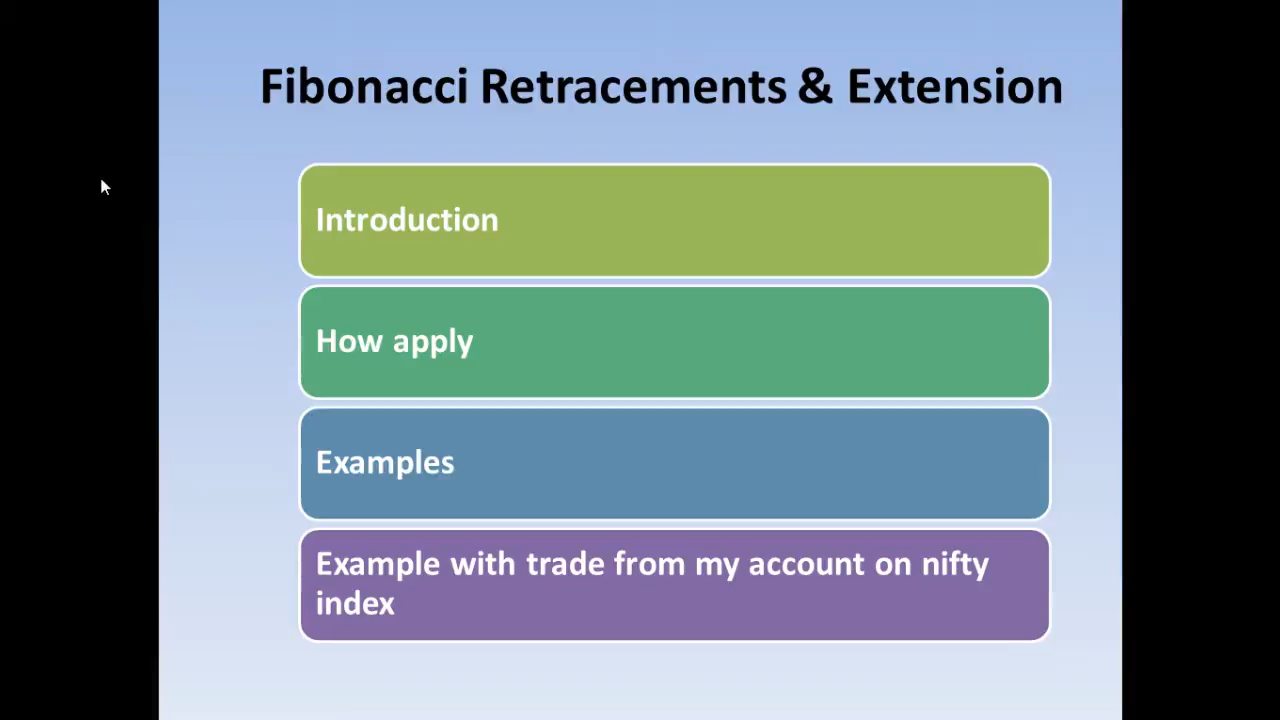 Fibonacci Retracements & Extension
Introduction
How apply
Examples
Example with trade from my account on nifty
index